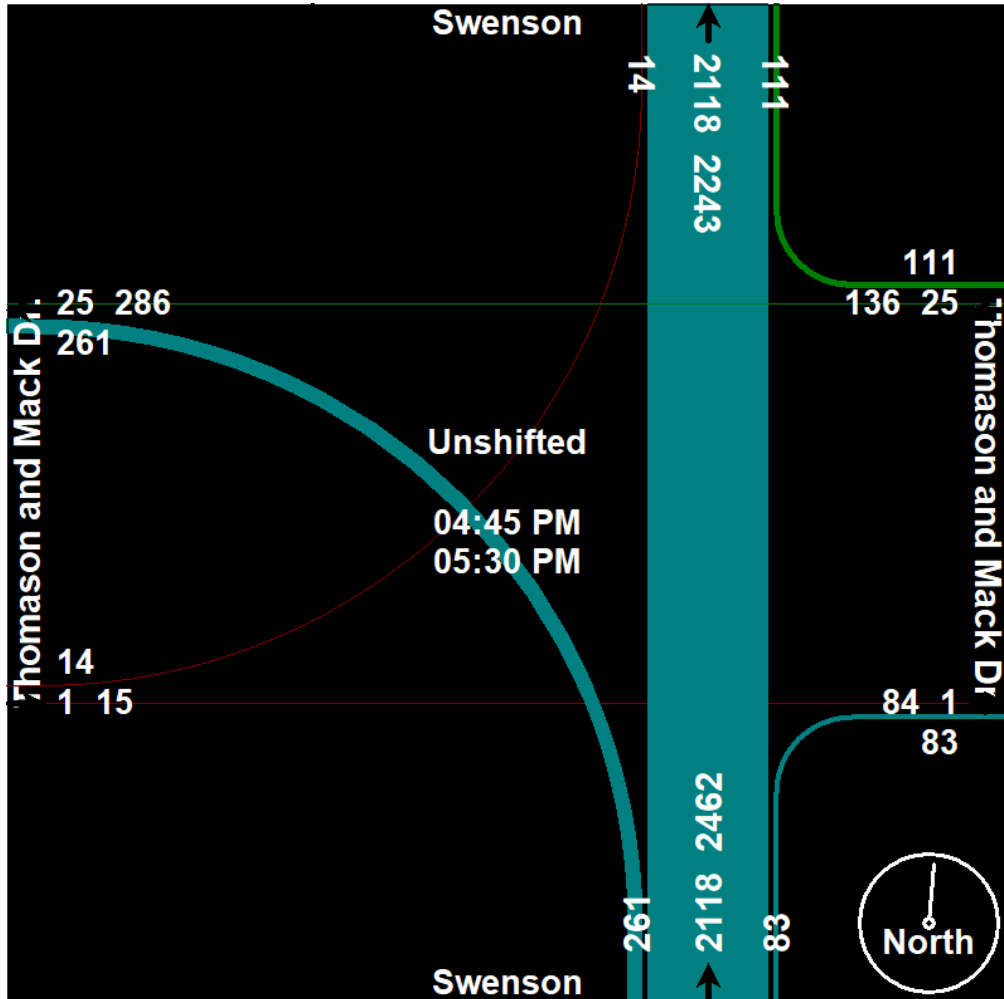 Swenson
14
2118 2243
111
111
25 286
136 25
261
Thomason and Mack Dr.
Thomason and Mack Dr.
Unshifted
04:45 PM
05:30 PM
14
1 15
84 1
83
261
2118 2462
83
North
Swenson